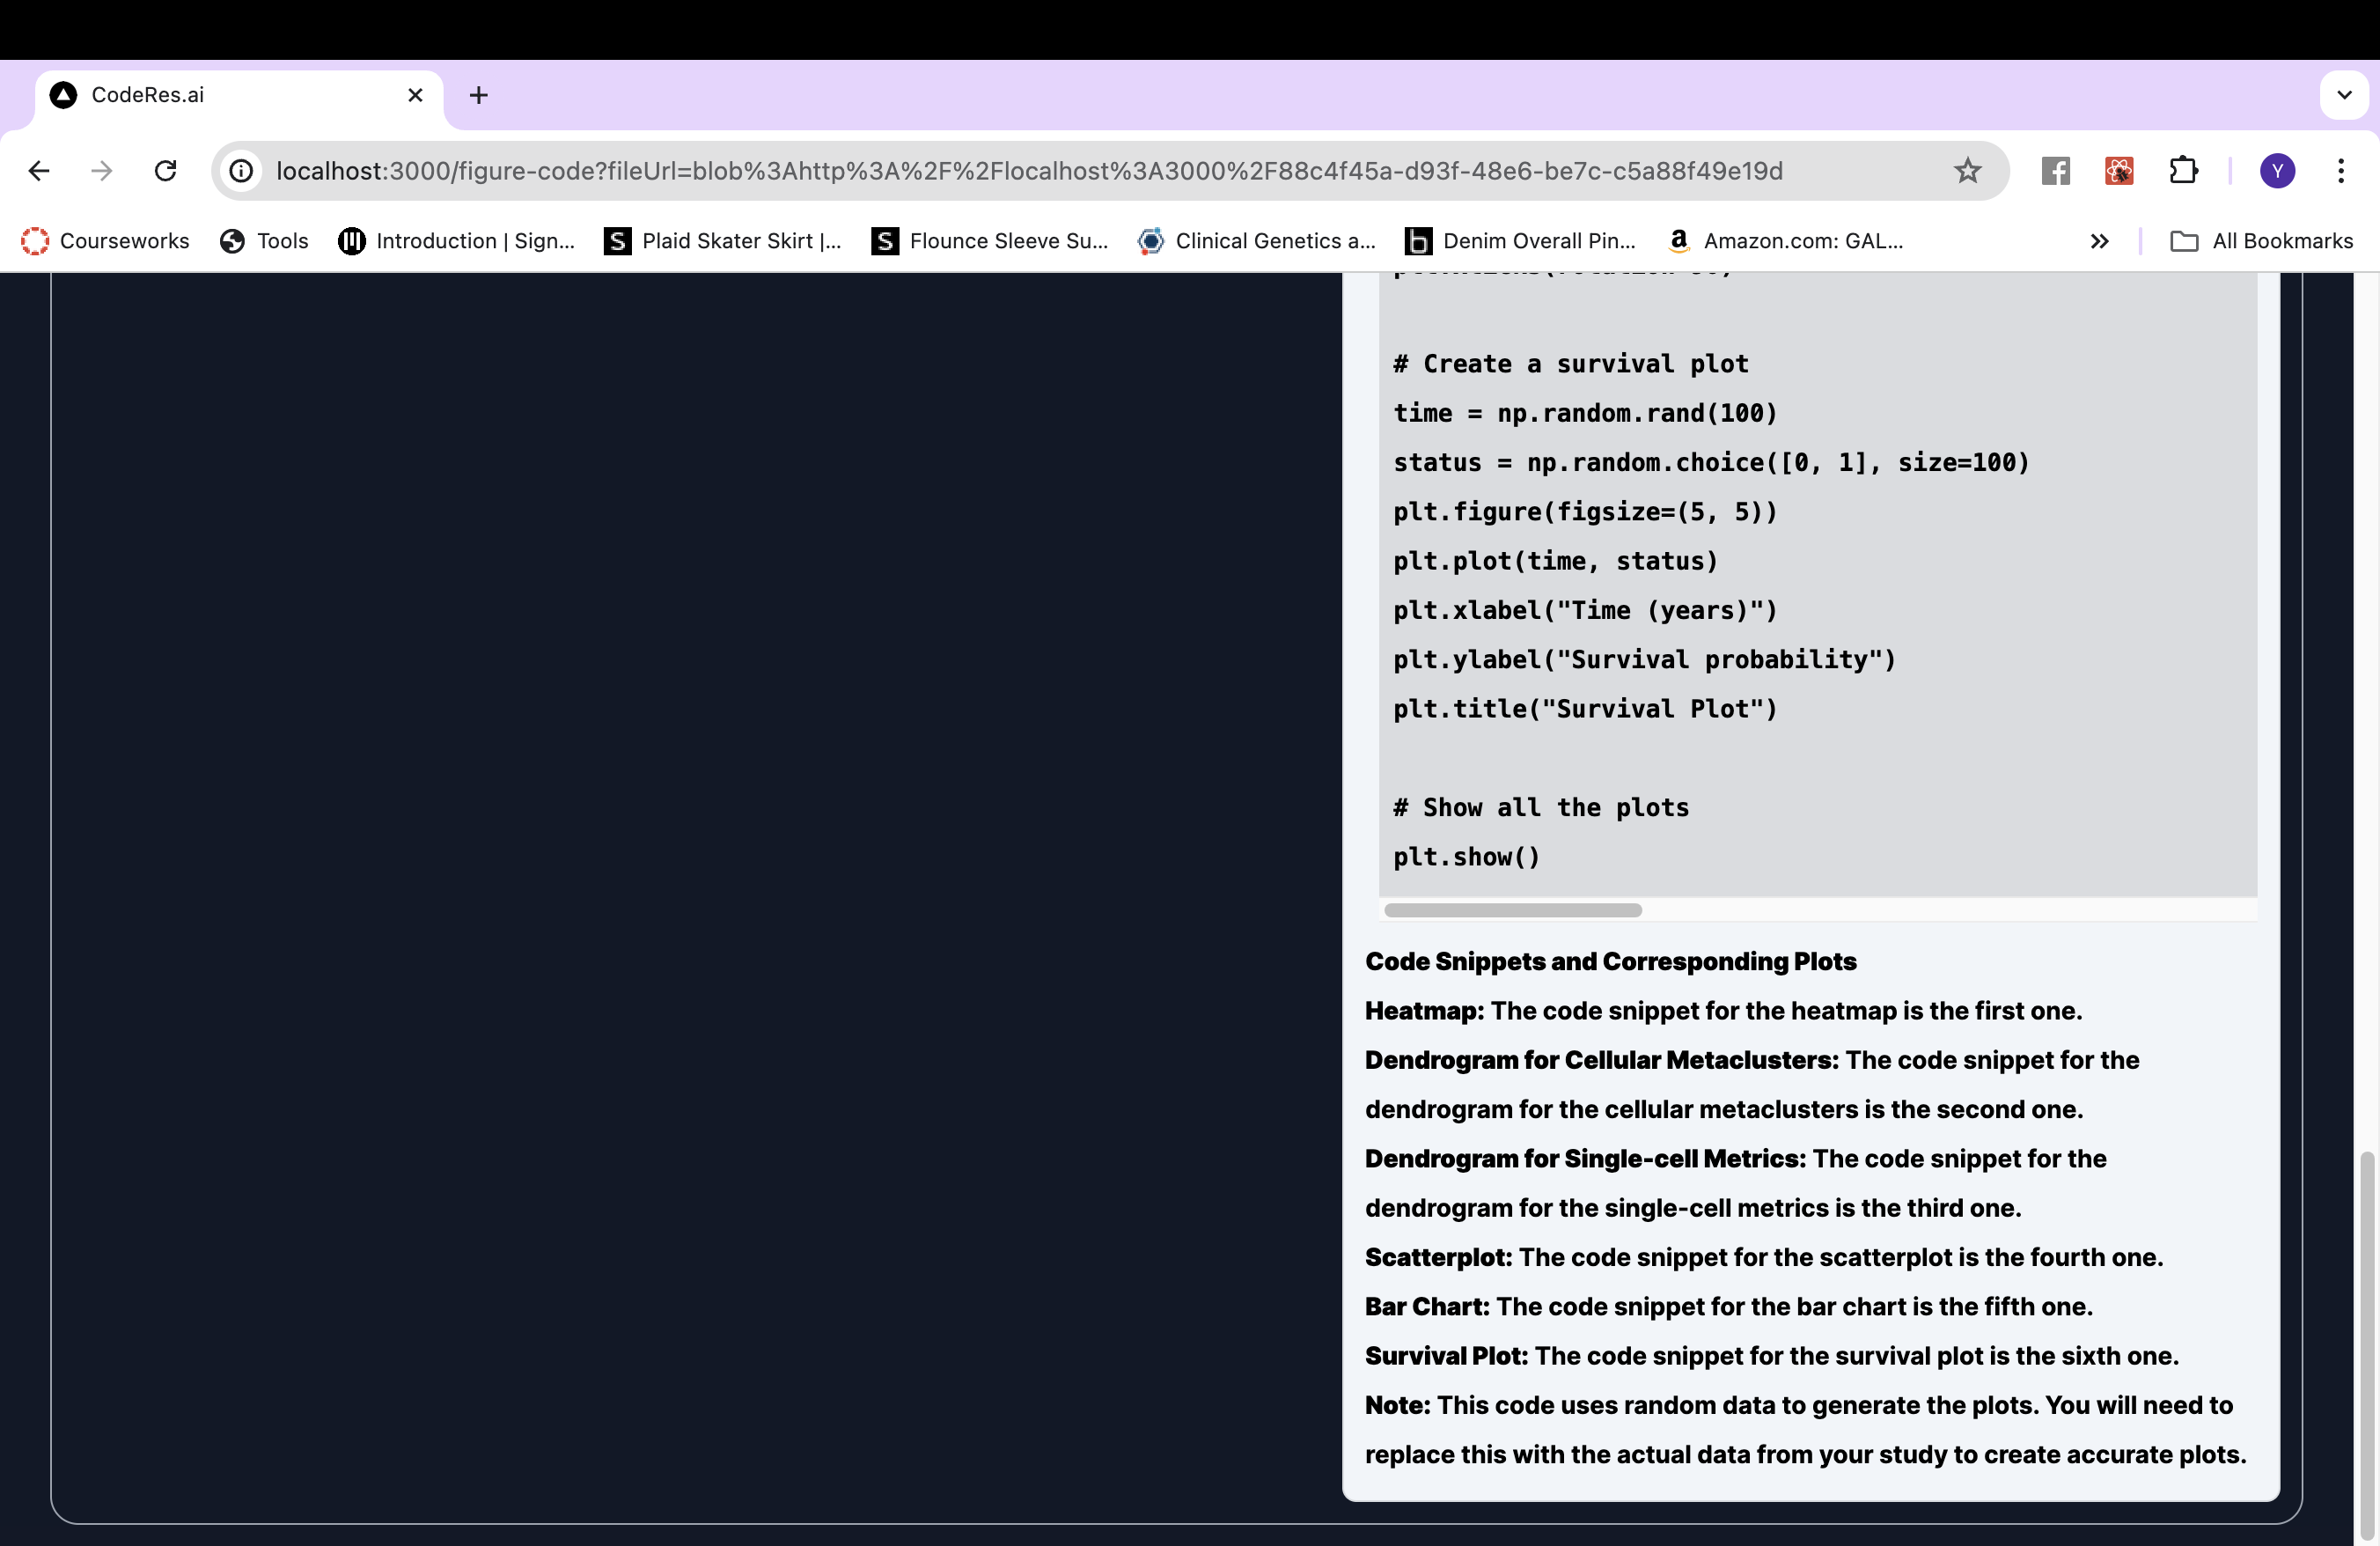 CodeRes.ai
localhost:3000/figure-code?fileUrl=blob%3Ahttp%3A%2F%2Flocalhost%3A3000%2F88c4f45a-d93f-48e6-be7c-c5a88f49e19d
Y
Courseworks Tools Introduction | Sign... Plaid Skater Skirt |... Flounce Sleeve Su... Clinical Genetics a... Denim Overall Pin... Amazon.com: GAL... All Bookmarks
# Create a survival plot
time = np.random.rand(100)
status = np.random.choice([0, 1], size=100)
plt.figure(figsize=(5, 5))
plt.plot(time, status)
plt.xlabel("Time (years)")
plt.ylabel("Survival probability")
plt.title("Survival Plot")
# Show all the plots
plt.show()
Code Snippets and Corresponding Plots
Heatmap: The code snippet for the heatmap is the first one.
Dendrogram for Cellular Metaclusters: The code snippet for the
dendrogram for the cellular metaclusters is the second one.
Dendrogram for Single-cell Metrics: The code snippet for the
dendrogram for the single-cell metrics is the third one.
Scatterplot: The code snippet for the scatterplot is the fourth one.
Bar Chart: The code snippet for the bar chart is the fifth one.
Survival Plot: The code snippet for the survival plot is the sixth one.
Note: This code uses random data to generate the plots. You will need to
replace this with the actual data from your study to create accurate plots.